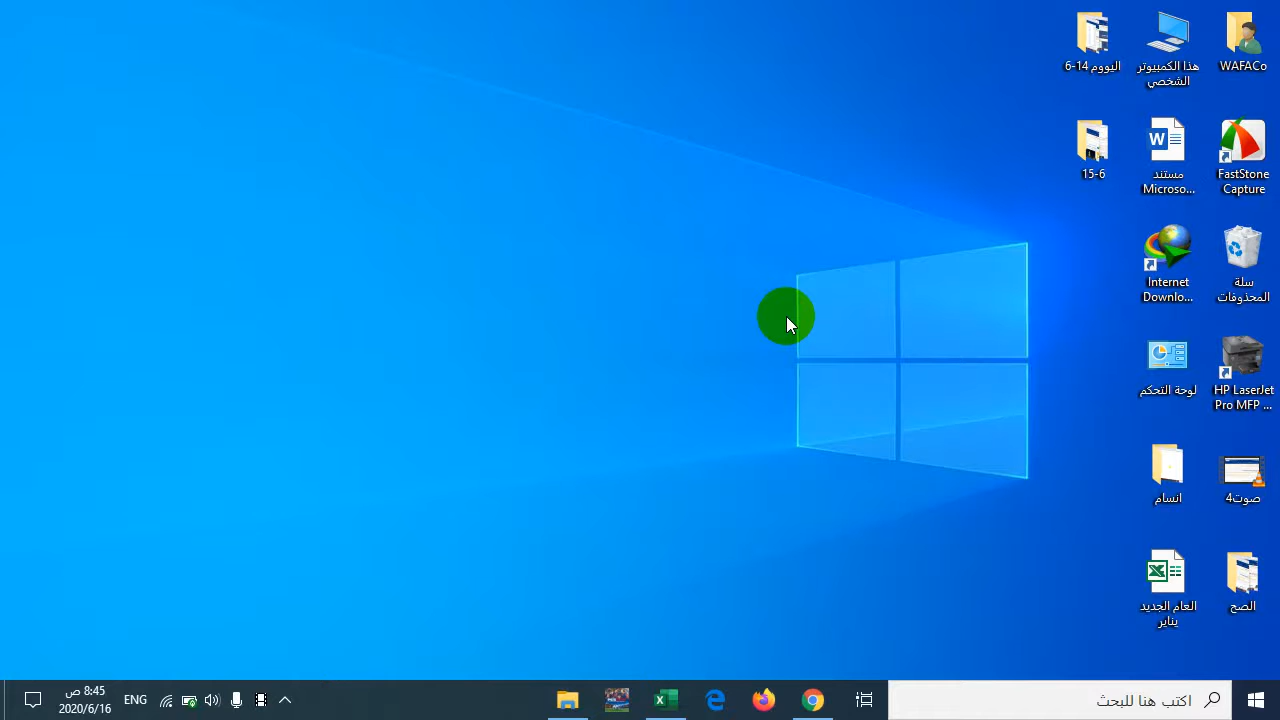 WAFACo
هذا الكمبيوتر
الشخصي
اليووم 14-6
FastStone
Capture
مستند
Microso...
15-6
سلة
المحذوفات
Internet
Downlo...
HP LaserJet
Pro MFP ...
لوحة التحكم
صوت4
انسام
الصح
العام الجديد
يناير
اكتب هنا للبحث
ENG
8:45 ص
2020/6/16